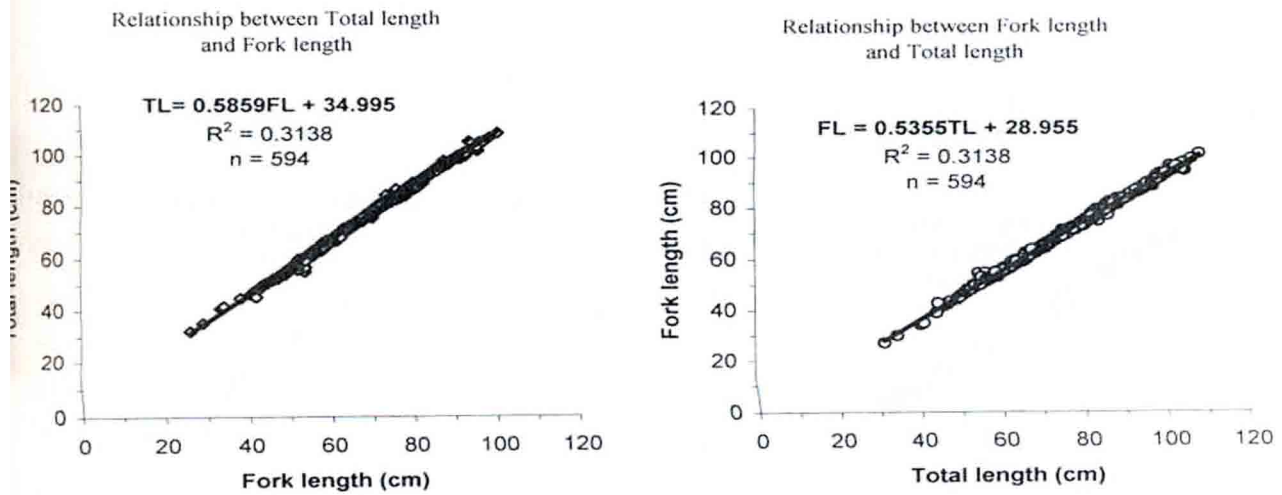 Relationship between Total length
and Fork length
TL= 0.5859FL + 34.995
R² = 0.3138
n = 594
120
100
80
60
40
20
0
0 20 40 60 80 100 120
Fork length (cm)
Relationship between Fork length
and Total length
FL = 0.5355TL + 28.955
R² = 0.3138
n = 594
Fork length (cm)
120
100
80
60
40
20
0
0 20 40 60 80 100 120
Total length (cm)